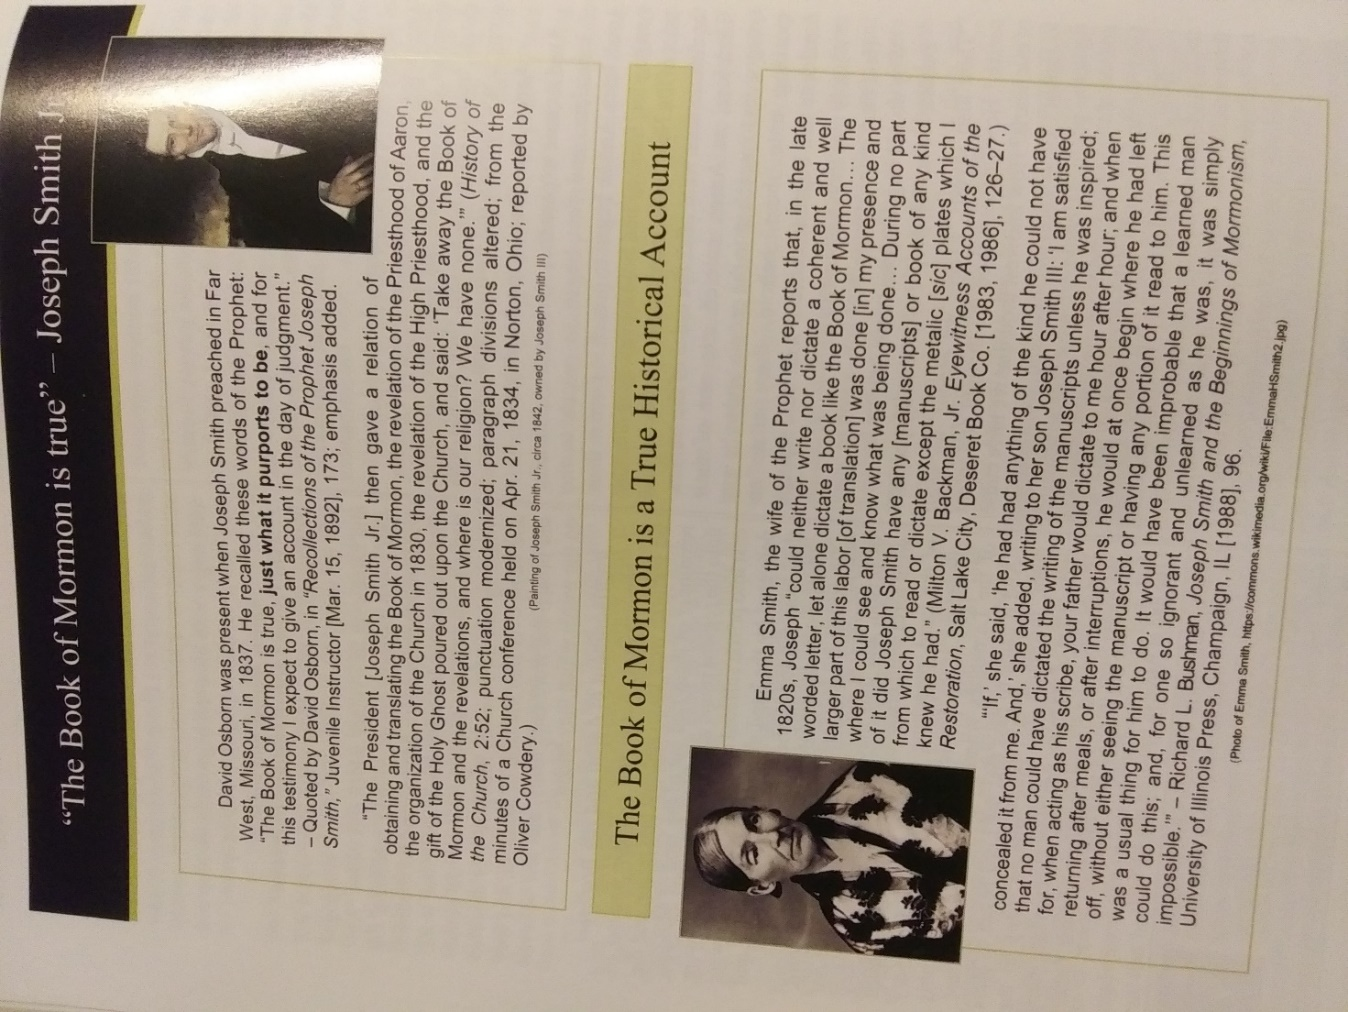 “The Book of Mormon is true” – Joseph Smith Jr
David Osborn was present when Joseph Smith preached in Far
West, Missouri, in 1837. He recalled these words of the Prophet:
“The Book of Mormon is true, just what it purports to be, and for
this testimony I expect to give an account in the day of judgment.”
– Quoted by David Osborn, in “Recollections of the Prophet Joseph
Smith,” Juvenile Instructor [Mar. 15, 1892], 173; emphasis added.
“The President [Joseph Smith Jr.] then gave a relation of
obtaining and translating the Book of Mormon, the revelation of the Priesthood of Aaron,
the organization of the Church in 1830, the revelation of the High Priesthood, and the
gift of the Holy Ghost poured out upon the Church, and said: ‘Take away the Book of
Mormon and the revelations, and where is our religion? We have none.’” (History of
the Church, 2:52; punctuation modernized; paragraph divisions altered; from the
minutes of a Church conference held on Apr. 21, 1834, in Norton, Ohio; reported by
Oliver Cowdery.)
(Painting of Joseph Smith Jr., circa 1842, owned by Joseph Smith III)
The Book of Mormon is a True Historical Account
Emma Smith, the wife of the Prophet reports that, in the late
1820s, Joseph “could neither write nor dictate a coherent and well
worded letter, let alone dictate a book like the Book of Mormon.... The
larger part of this labor [of translation] was done [in] my presence and
where I could see and know what was being done... During no part
of it did Joseph Smith have any [manuscripts] or book of any kind
from which to read or dictate except the metalic [sic] plates which I
knew he had.” (Milton V. Backman, Jr. Eyewitness Accounts of the
Restoration, Salt Lake City, Deseret Book Co. [1983, 1986], 126–27.)
“‘If,’ she said, ‘he had had anything of the kind he could not have
concealed it from me. And,’ she added, writing to her son Joseph Smith III: ‘I am satisfied
that no man could have dictated the writing of the manuscripts unless he was inspired;
for, when acting as his scribe, your father would dictate to me hour after hour; and when
returning after meals, or after interruptions, he would at once begin where he had left
off, without either seeing the manuscript or having any portion of it read to him. This
was a usual thing for him to do. It would have been improbable that a learned man
could do this; and, for one so ignorant and unlearned as he was, it was simply
impossible.’” – Richard L. Bushman, Joseph Smith and the Beginnings of Mormonism,
University of Illinois Press, Champaign, IL [1988], 96.
(Photo of Emma Smith, https://commons.wikimedia.org/wiki/File:EmmaHSmith2.jpg)